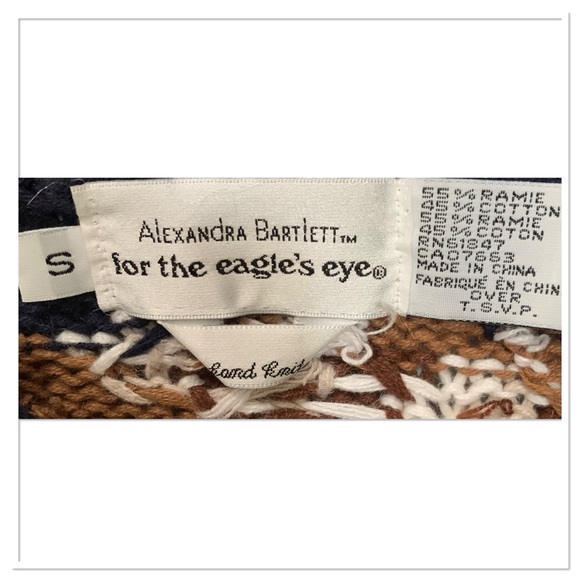 S
ALEXANDRA BARTLETT™
for the eagle's eye®
hand knit
55% RAMIE
45% COTTON
55% RAMIE
45% COTON
RN61847
CA07663
MADE IN CHINA
FABRIQUÉ EN CHIN
OVER
T.S.V.P.